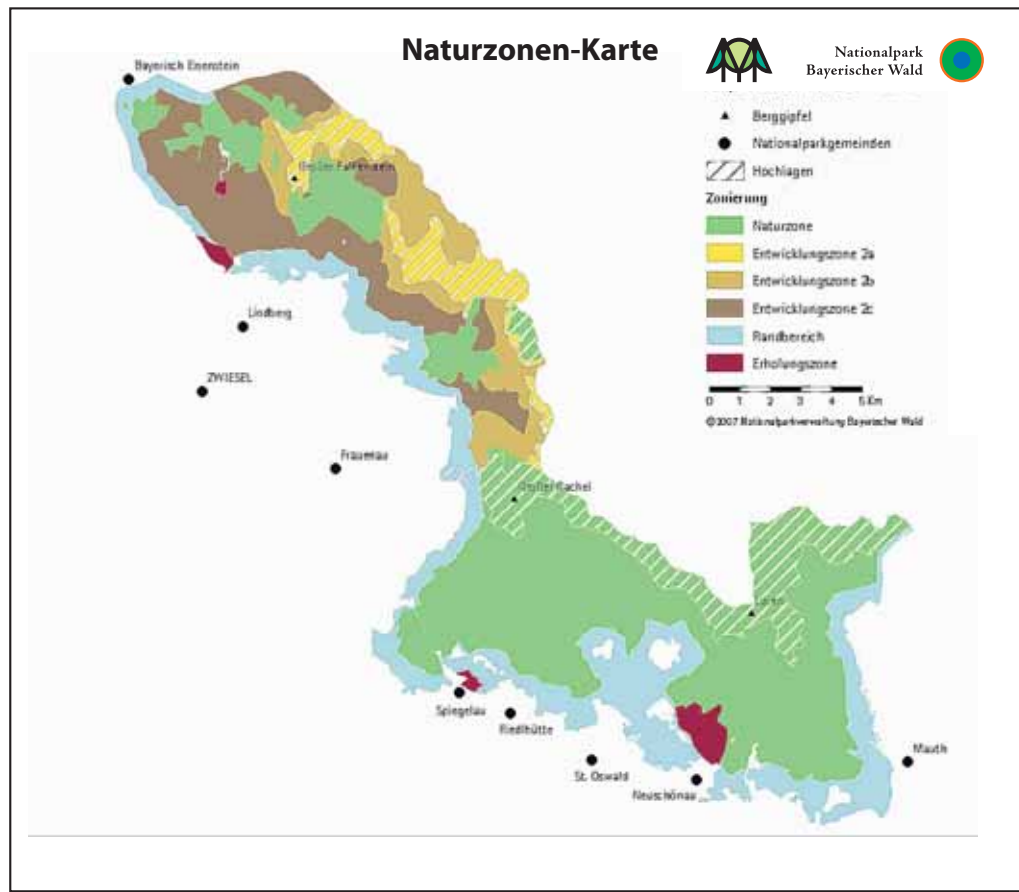 Naturzonen-Karte
Nationalpark
Bayerischer Wald
Bayerisch Eisenstein
Berggipfel
Nationalparkgemeinden
Hochlagen
Zonierung
Großer Falkenstein
Naturzone
Entwicklungszone 2a
Entwicklungszone 2b
Entwicklungszone 2c
Lindberg
Randbereich
Erholungszone
ZWIESEL
0 1 2 3 4 5 Km
©2007 Nationalparkverwaltung Bayerischer Wald
Frauenau
Großer Rachel
Lusen
Spiegelau
Riedlhütte
St. Oswald
Mauth
Neuschönau